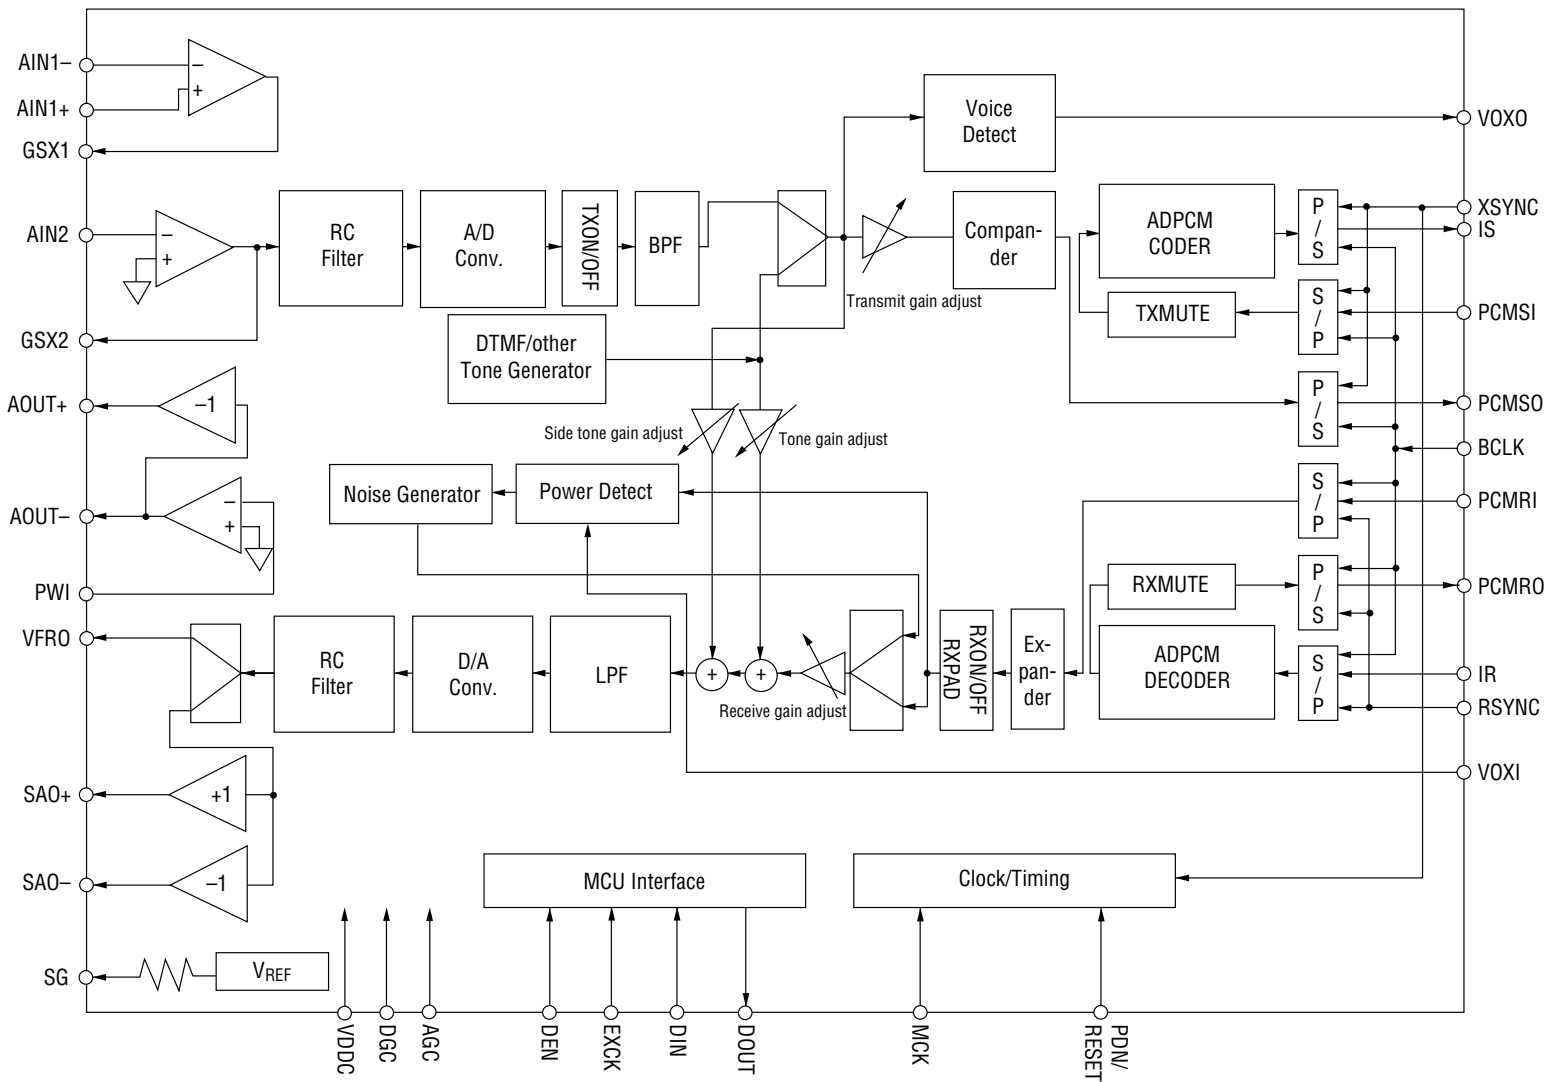 AIN1–
AIN1+
GSX1
AIN2
GSX2
AOUT+
AOUT–
PWI
VFRO
SAO+
SAO–
SG
–
+
–
+
RC
Filter
A/D
Conv.
TXON/OFF
BPF
Transmit gain adjust
Voice
Detect
Compan-
der
ADPCM
CODER
P
/
S
VOXO
XSYNC
IS
TXMUTE
S
/
P
PCMSI
P
/
S
PCMSO
BCLK
DTMF/other
Tone Generator
Side tone gain adjust
Tone gain adjust
–1
–
+
Noise Generator
Power Detect
S
/
P
PCMRI
RXMUTE
P
/
S
PCMRO
RC
Filter
D/A
Conv.
LPF
+
+
Receive gain adjust
RXON/OFF
RXPAD
Ex-
pan-
der
ADPCM
DECODER
S
/
P
IR
RSYNC
VOXI
+1
–1
VREF
MCU Interface
Clock/Timing
VDDC
DGC
AGC
DEN
EXCK
DIN
DOUT
MCK
PDN/
RESET